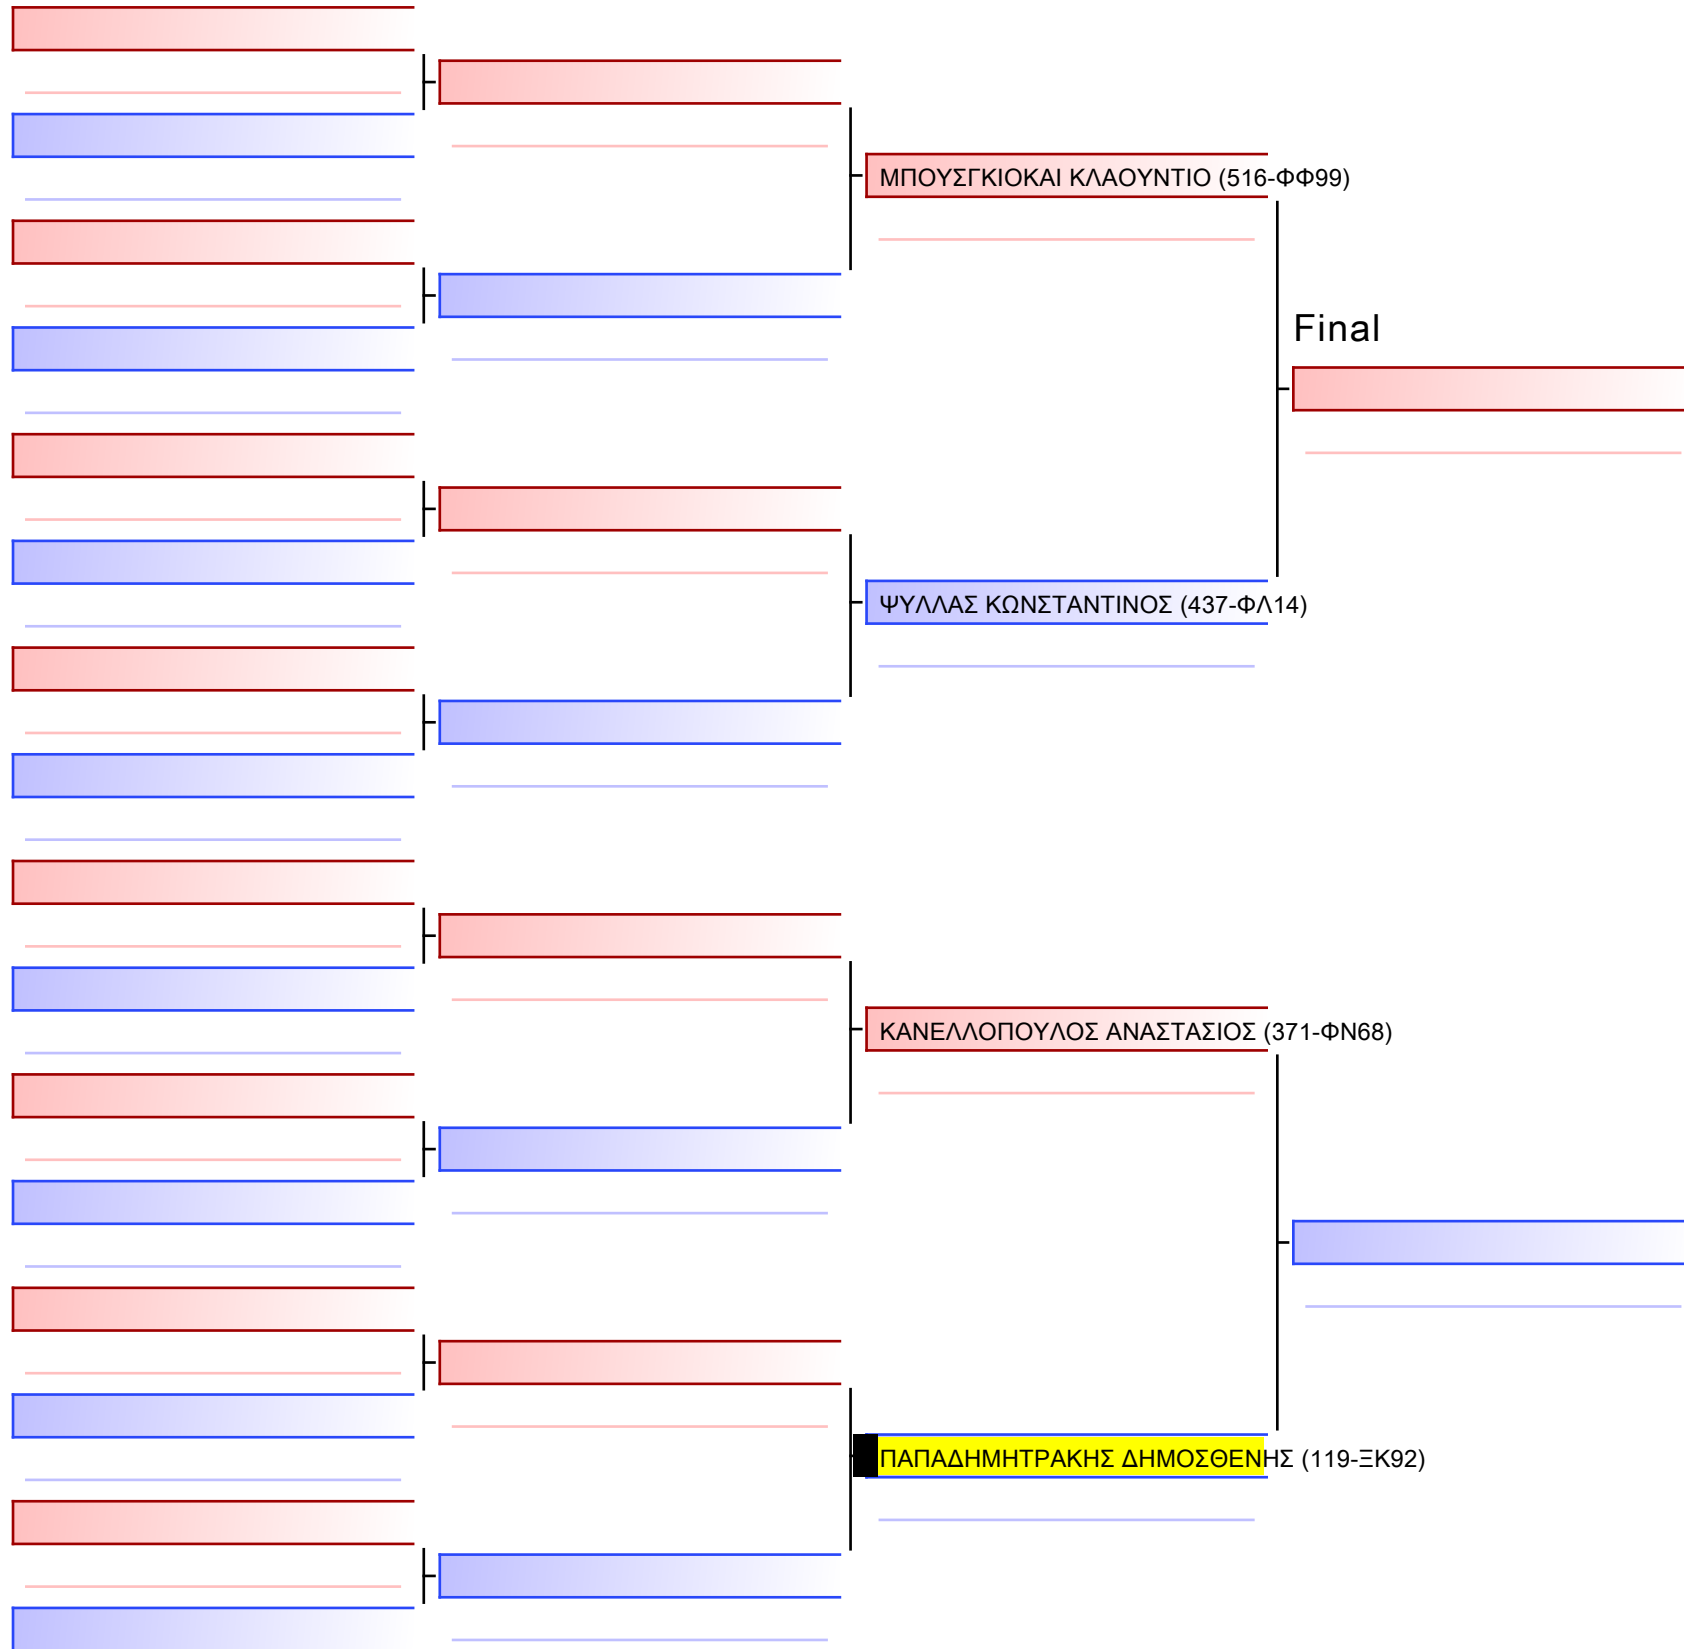 ΜΠΟΥΣΓΚΙΟΚΑΙ ΚΛΑΟΥΝΤΙΟ (516-ΦΦ99)
Final
ΨΥΛΛΑΣ ΚΩΝΣΤΑΝΤΙΝΟΣ (437-ΦΛ14)
ΚΑΝΕΛΛΟΠΟΥΛΟΣ ΑΝΑΣΤΑΣΙΟΣ (371-ΦΝ68)
ΠΑΠΑΔΗΜΗΤΡΑΚΗΣ ΔΗΜΟΣΘΕΝΗΣ (119-ΞΚ92)